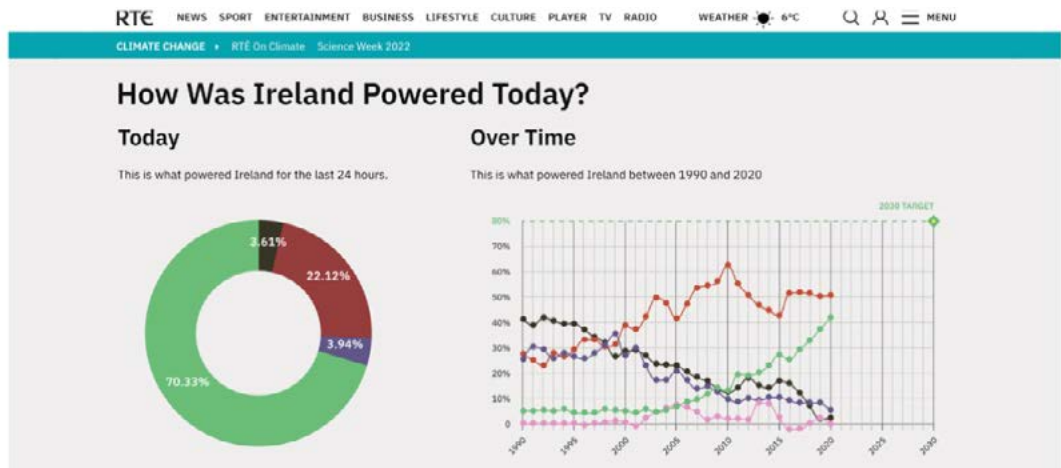 RTÉ NEWS SPORT ENTERTAINMENT BUSINESS LIFESTYLE CULTURE PLAYER TV RADIO WEATHER 6°C MENU
CLIMATE CHANGE RTÉ On Climate Science Week 2022
How Was Ireland Powered Today?
Today
This is what powered Ireland for the last 24 hours.
3.61%
22.12%
3.94%
70.33%
Over Time
This is what powered Ireland between 1990 and 2020
2030 TARGET
80%
70%
60%
50%
40%
30%
20%
10%
0
1990 1995 2000 2005 2010 2015 2020 2025 2030